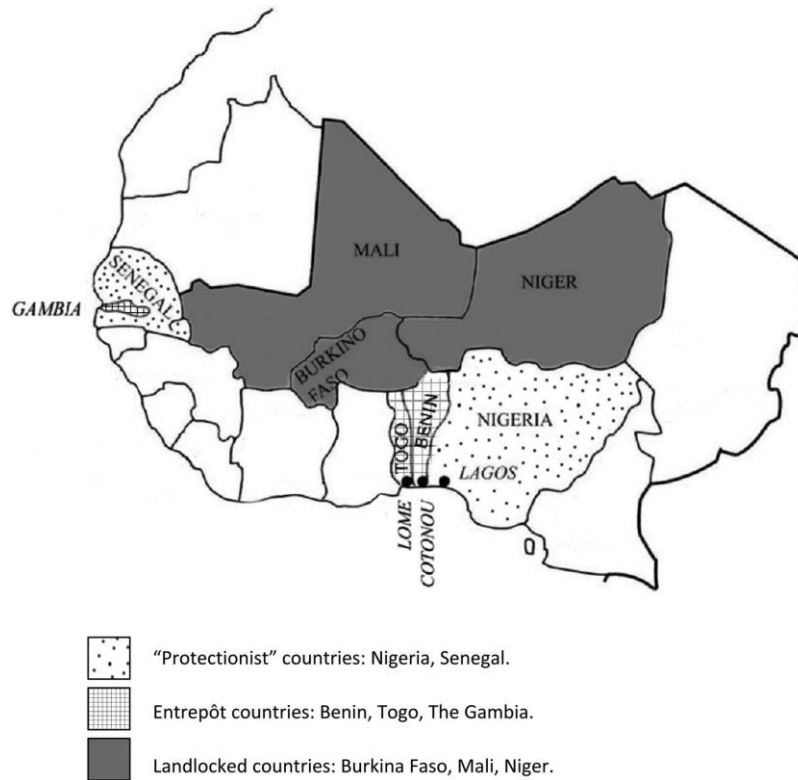 MALI
NIGER
SENEGAL
GAMBIA
BURKINO
FASO
TOGO
BENIN
NIGERIA
LAGOS
LOME
COTONOU
“Protectionist” countries: Nigeria, Senegal.
Entrepôt countries: Benin, Togo, The Gambia.
Landlocked countries: Burkina Faso, Mali, Niger.